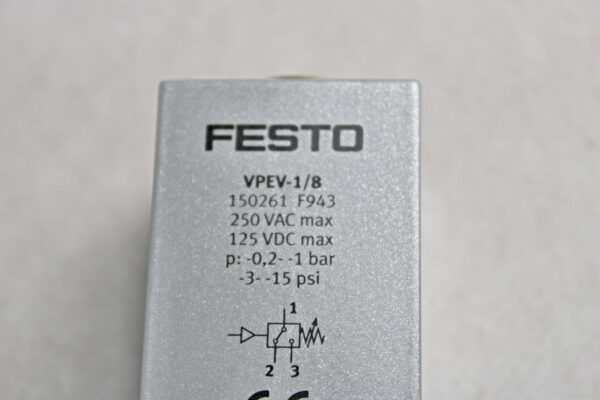 FESTO
VPEV-1/8
150261 F943
250 VAC max
125 VDC max
p: -0,2- -1 bar
-3- -15 psi
1
2 3